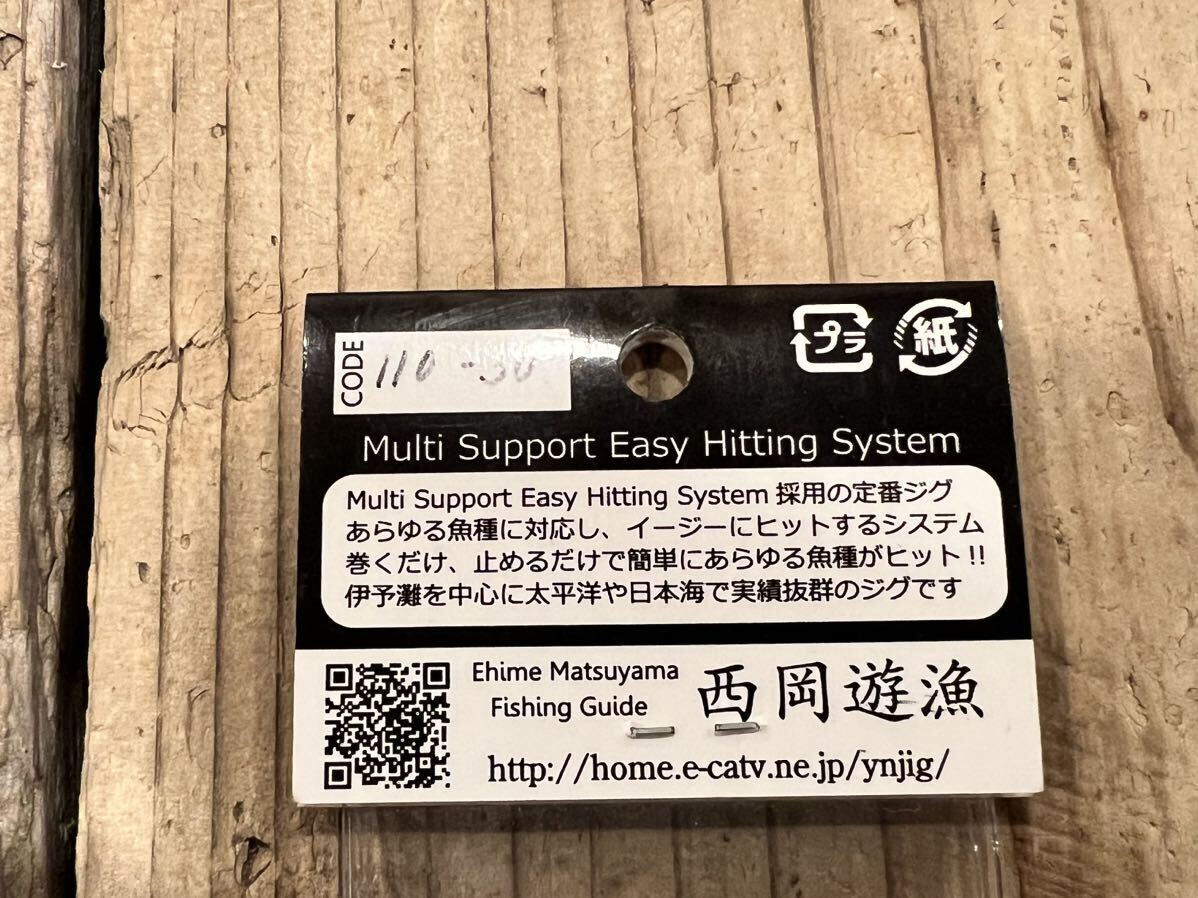 CODE 110 -30
プラ
紙
Multi Support Easy Hitting System
Multi Support Easy Hitting System 採用の定番ジグ
あらゆる魚種に対応し、イージーにヒットするシステム
巻くだけ、止めるだけで簡単にあらゆる魚種がヒット!!
伊予灘を中心に太平洋や日本海で実績抜群のジグです
Ehime Matsuyama
Fishing Guide
西岡遊漁
http://home.e-catv.ne.jp/ynjig/